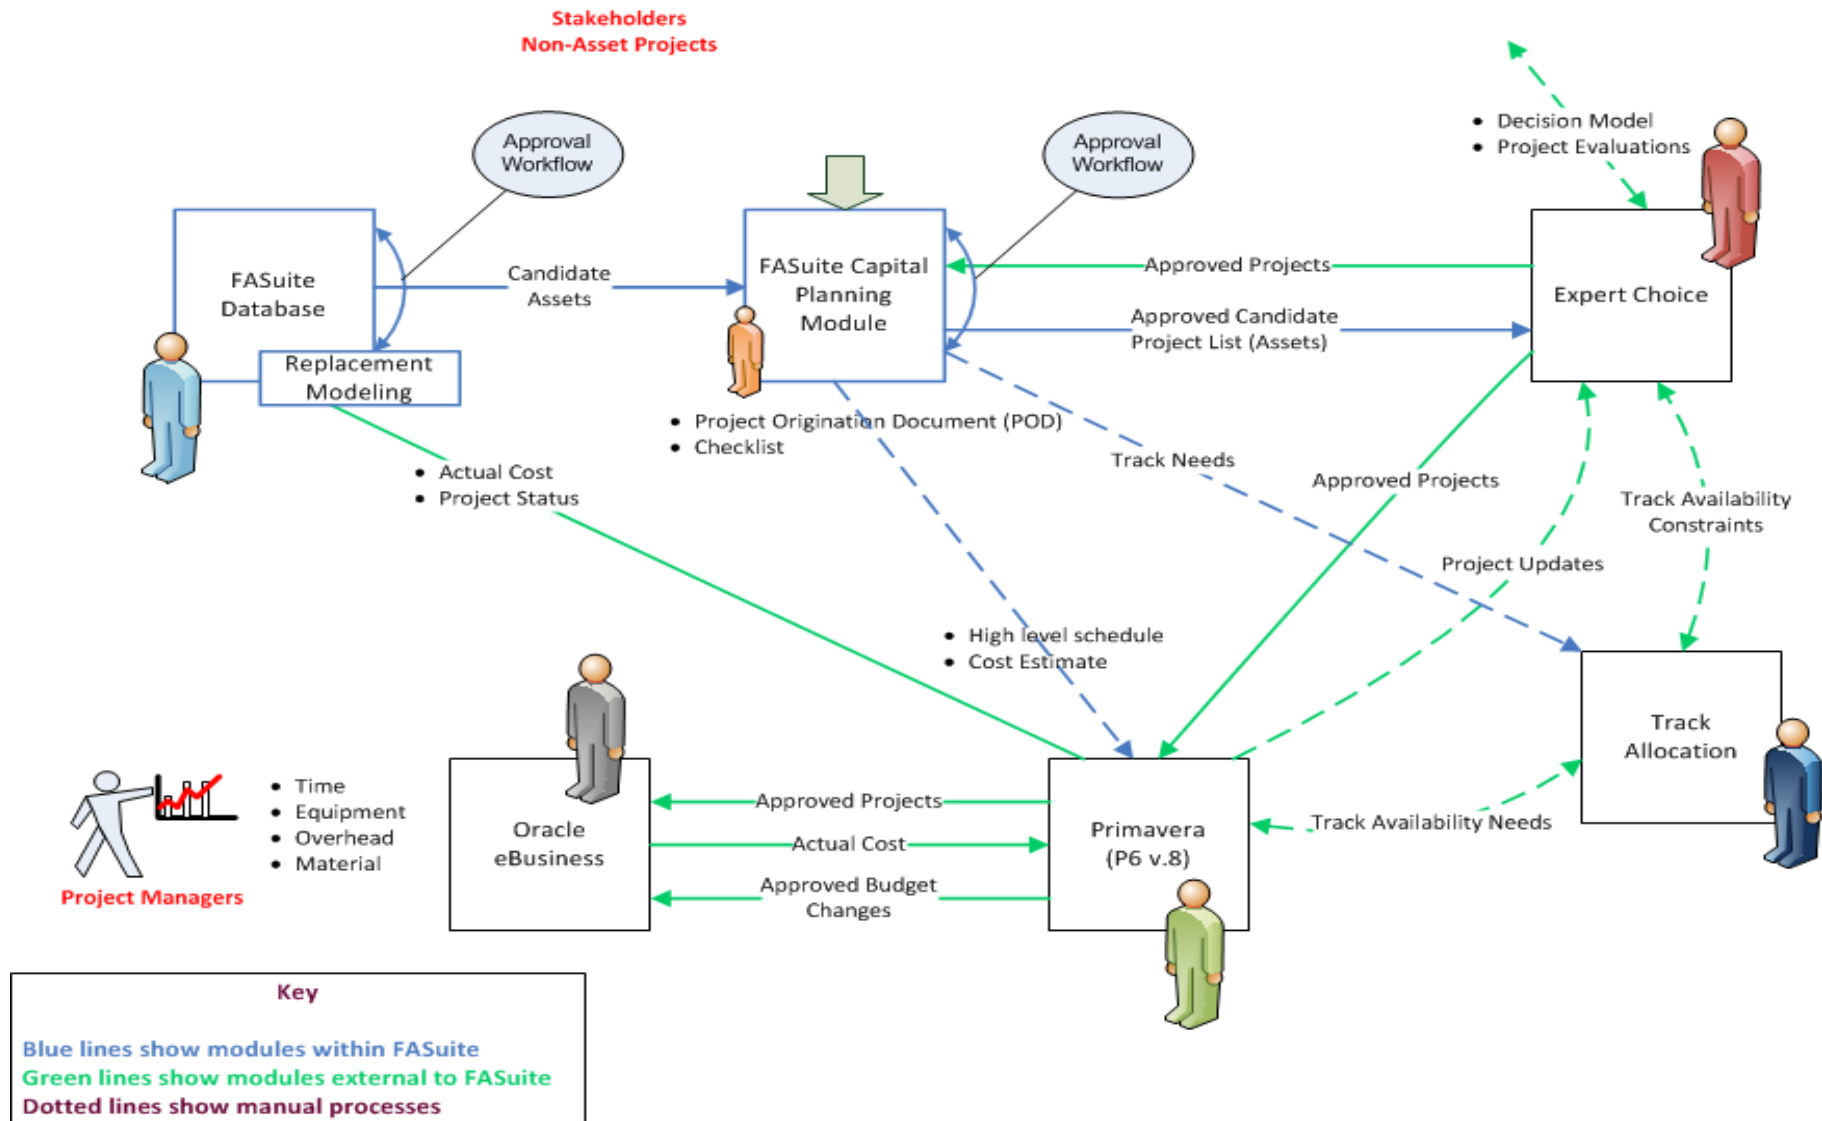 Stakeholders
Non-Asset Projects
Approval
Workflow
Approval
Workflow
• Decision Model
• Project Evaluations
FASuite
Database
Replacement
Modeling
Candidate
Assets
FASuite Capital
Planning
Module
Approved Projects
Approved Candidate
Project List (Assets)
Expert Choice
• Project Origination Document (POD)
• Checklist
• Actual Cost
• Project Status
Track Needs
Approved Projects
Track Availability
Constraints
Project Updates
• High level schedule
• Cost Estimate
Track
Allocation
• Time
• Equipment
• Overhead
• Material
Project Managers
Oracle
eBusiness
Approved Projects
Actual Cost
Approved Budget
Changes
Primavera
(P6 v.8)
Track Availability Needs
Key
Blue lines show modules within FASuite
Green lines show modules external to FASuite
Dotted lines show manual processes